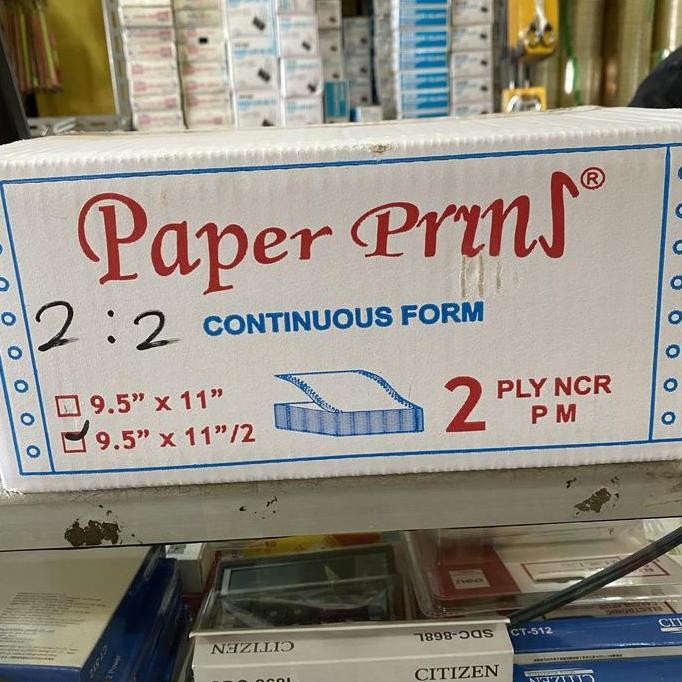 Paper Prins®
2 : 2 CONTINUOUS FORM
9.5” x 11”
9.5” x 11”/2
2 PLY NCR
P M
CITIZEN SDC-868L
CITIZEN
CT-512